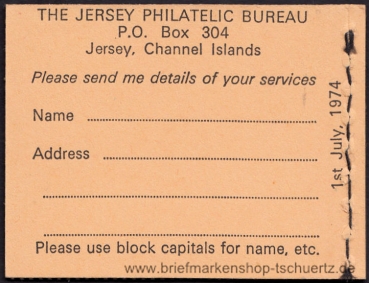 THE JERSEY PHILATELIC BUREAU
P.O. Box 304
Jersey, Channel Islands
Please send me details of your services
Name
Address
Please use block capitals for name, etc.
1st July, 1974
www.briefmarkenshop-tschuertz.de